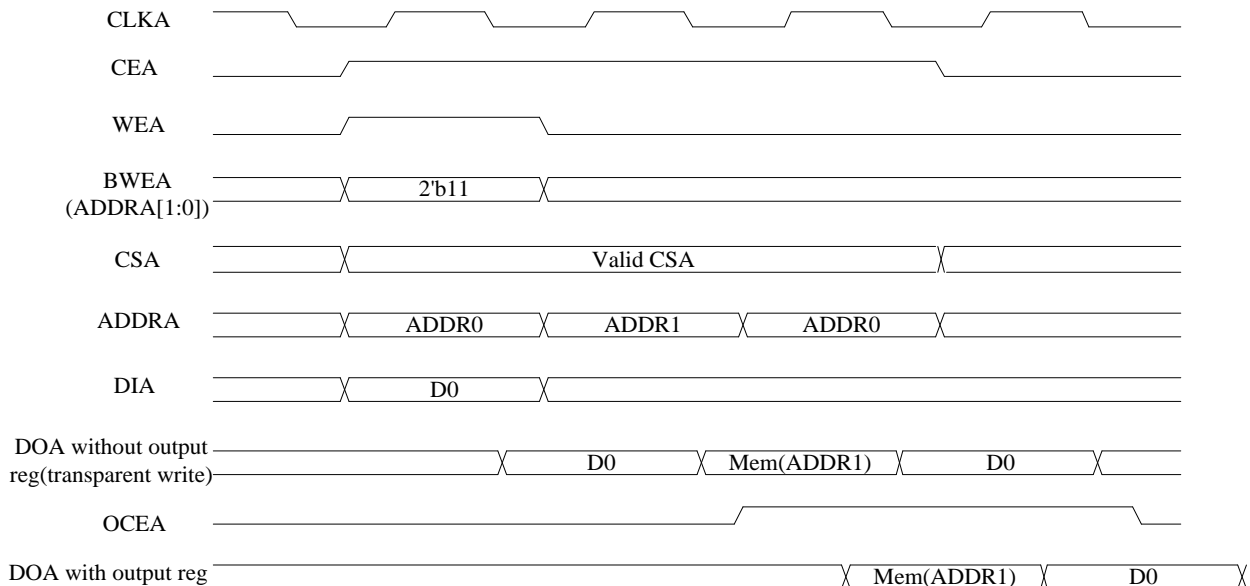 CLKA
CEA
WEA
BWEA
(ADDRA[1:0])
2'b11
CSA
Valid CSA
ADDRA
ADDR0
ADDR1
ADDR0
DIA
D0
DOA without output
reg(transparent write)
D0
Mem(ADDR1)
D0
OCEA
DOA with output reg
Mem(ADDR1)
D0